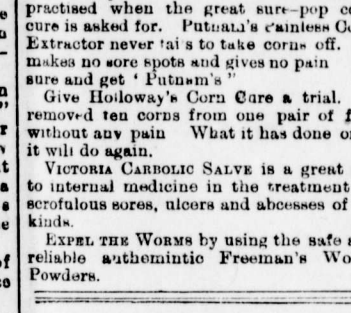 practised when the great sure-pop c
cure is asked for. Putnam's Painless Co
Extractor never fails to take corns off.
makes no sore spots and gives no pain
sure and get ' Putnam's "
Give Holloway's Corn Cure a trial.
removed ten corns from one pair of f
without any pain What it has done o
it will do again.
VICTORIA CARBOLIC SALVE is a great
to internal medicine in the treatment
scrofulous sores, ulcers and abcesses of
kinds.
EXPEL THE WORMS by using the safe a
reliable anthemintic Freeman's Wo
Powders.